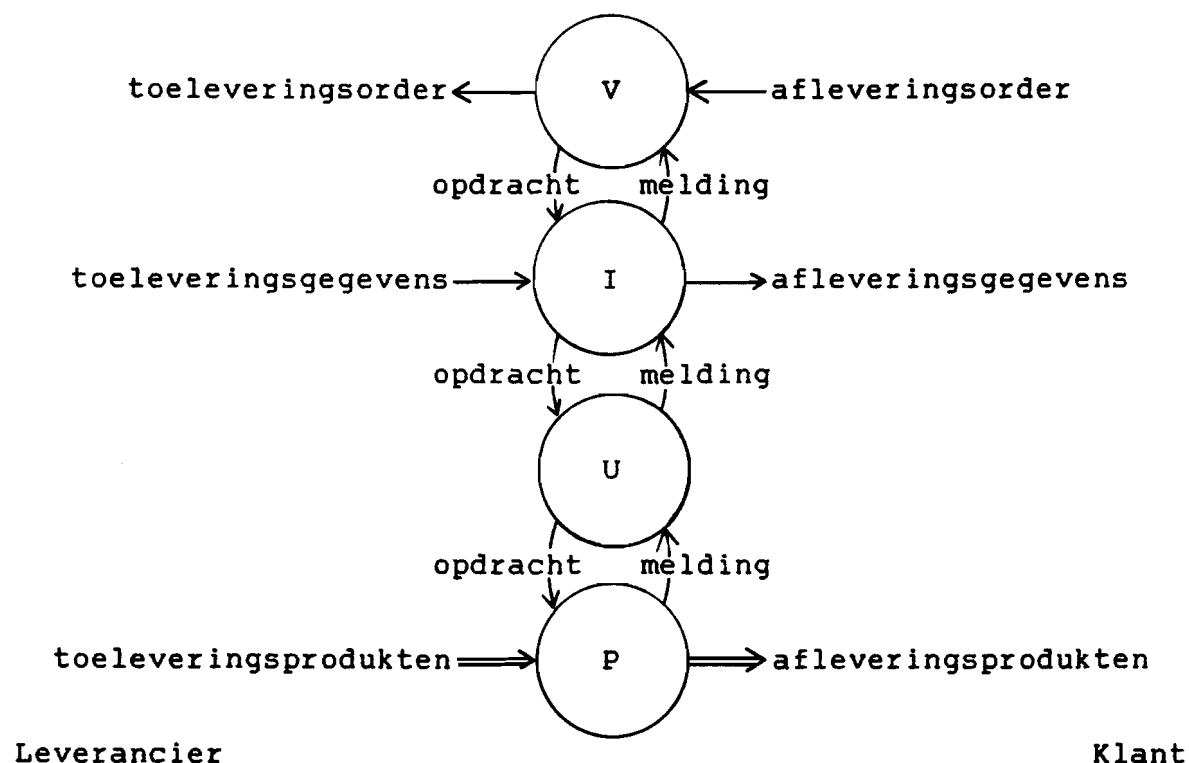 toeleveringsorder V afleveringsorder
opdracht melding
toeleveringsgegevens I afleveringsgegevens
opdracht melding
U
opdracht melding
toeleveringsprodukten P afleveringsprodukten
Leverancier Klant